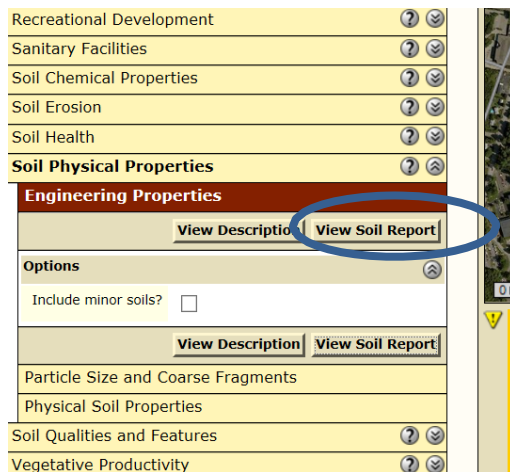 Recreational Development
Sanitary Facilities
Soil Chemical Properties
Soil Erosion
Soil Health
Soil Physical Properties
Engineering Properties
View Description View Soil Report
Options
Include minor soils?
View Description View Soil Report
Particle Size and Coarse Fragments
Physical Soil Properties
Soil Qualities and Features
Vegetative Productivity
0